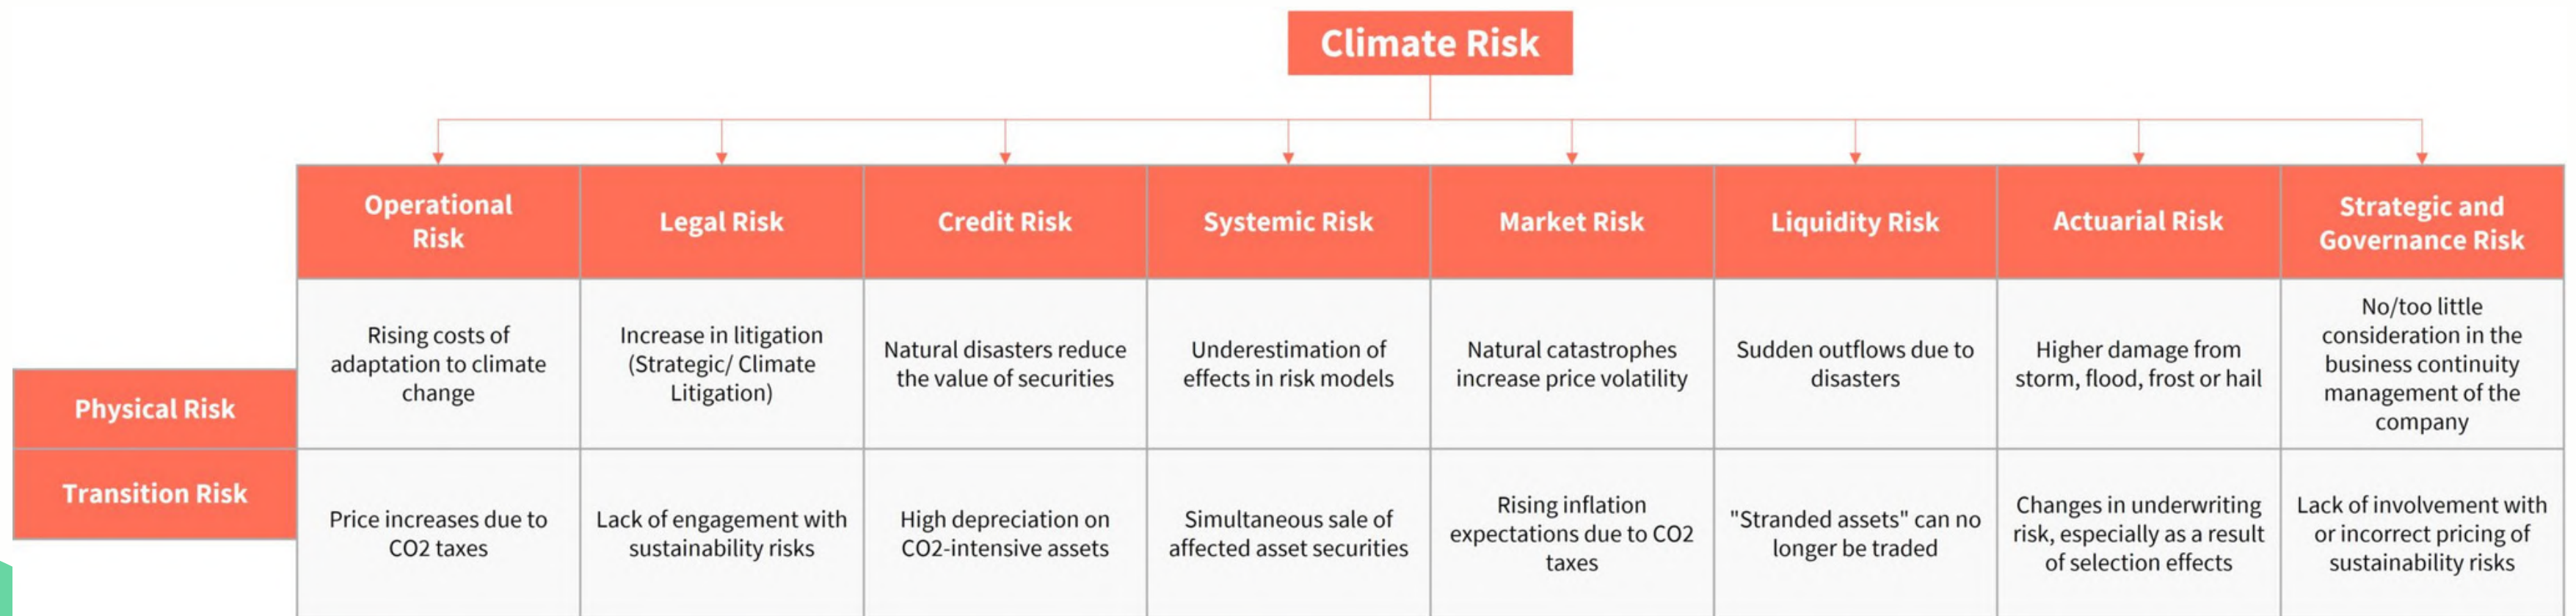 Climate Risk
Operational
Risk
Legal Risk
Credit Risk
Systemic Risk
Market Risk
Liquidity Risk
Actuarial Risk
Strategic and
Governance Risk
Physical Risk
Rising costs of
adaptation to climate
change
Increase in litigation
(Strategic/ Climate
Litigation)
Natural disasters reduce
the value of securities
Underestimation of
effects in risk models
Natural catastrophes
increase price volatility
Sudden outflows due to
disasters
Higher damage from
storm, flood, frost or hail
No/too little
consideration in the
business continuity
management of the
company
Transition Risk
Price increases due to
CO2 taxes
Lack of engagement with
sustainability risks
High depreciation on
CO2-intensive assets
Simultaneous sale of
affected asset securities
Rising inflation
expectations due to CO2
taxes
"Stranded assets" can no
longer be traded
Changes in underwriting
risk, especially as a result
of selection effects
Lack of involvement with
or incorrect pricing of
sustainability risks